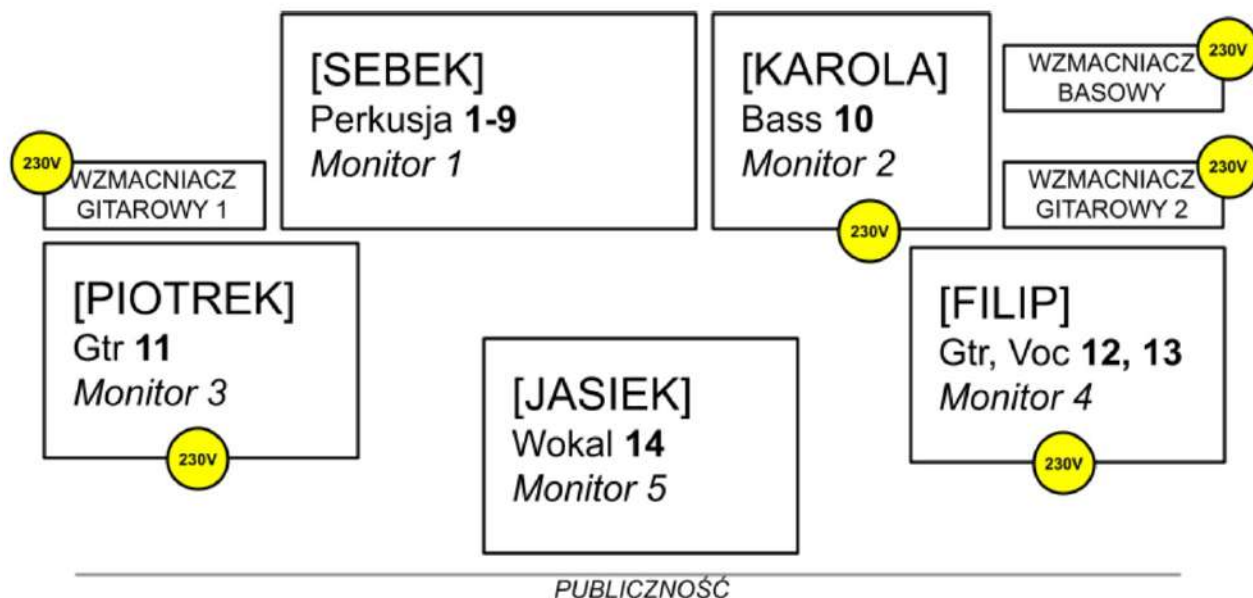 [SEBEK]
Perkusja 1-9
Monitor 1
[KAROLA]
Bass 10
Monitor 2
230V
230V
WZMACNIACZ
BASOWY
230V
WZMACNIACZ
GITAROWY 1
230V
WZMACNIACZ
GITAROWY 2
[PIOTREK]
Gtr 11
Monitor 3
230V
[JASIEK]
Wokal 14
Monitor 5
[FILIP]
Gtr, Voc 12, 13
Monitor 4
230V
PUBLICZNOŚĆ